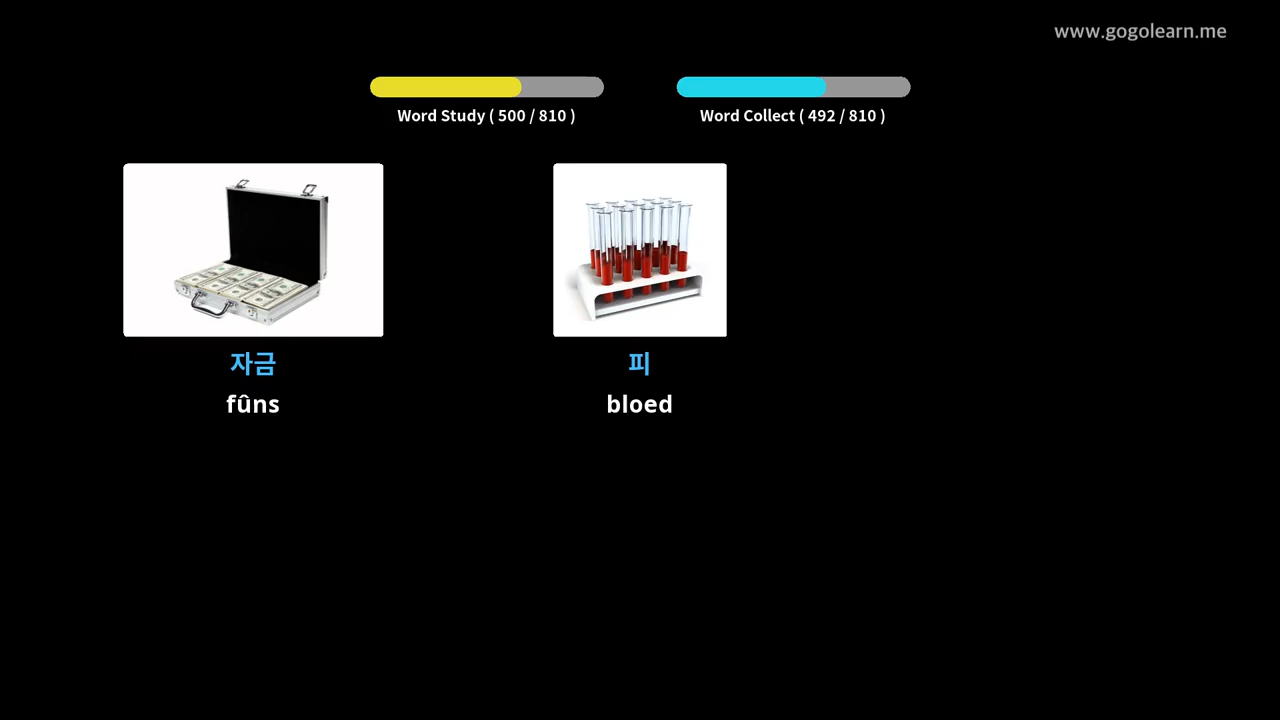 www.gogolearn.me
Word Study ( 500 / 810 )
Word Collect ( 492 / 810 )
자금
fûns
피
bloed